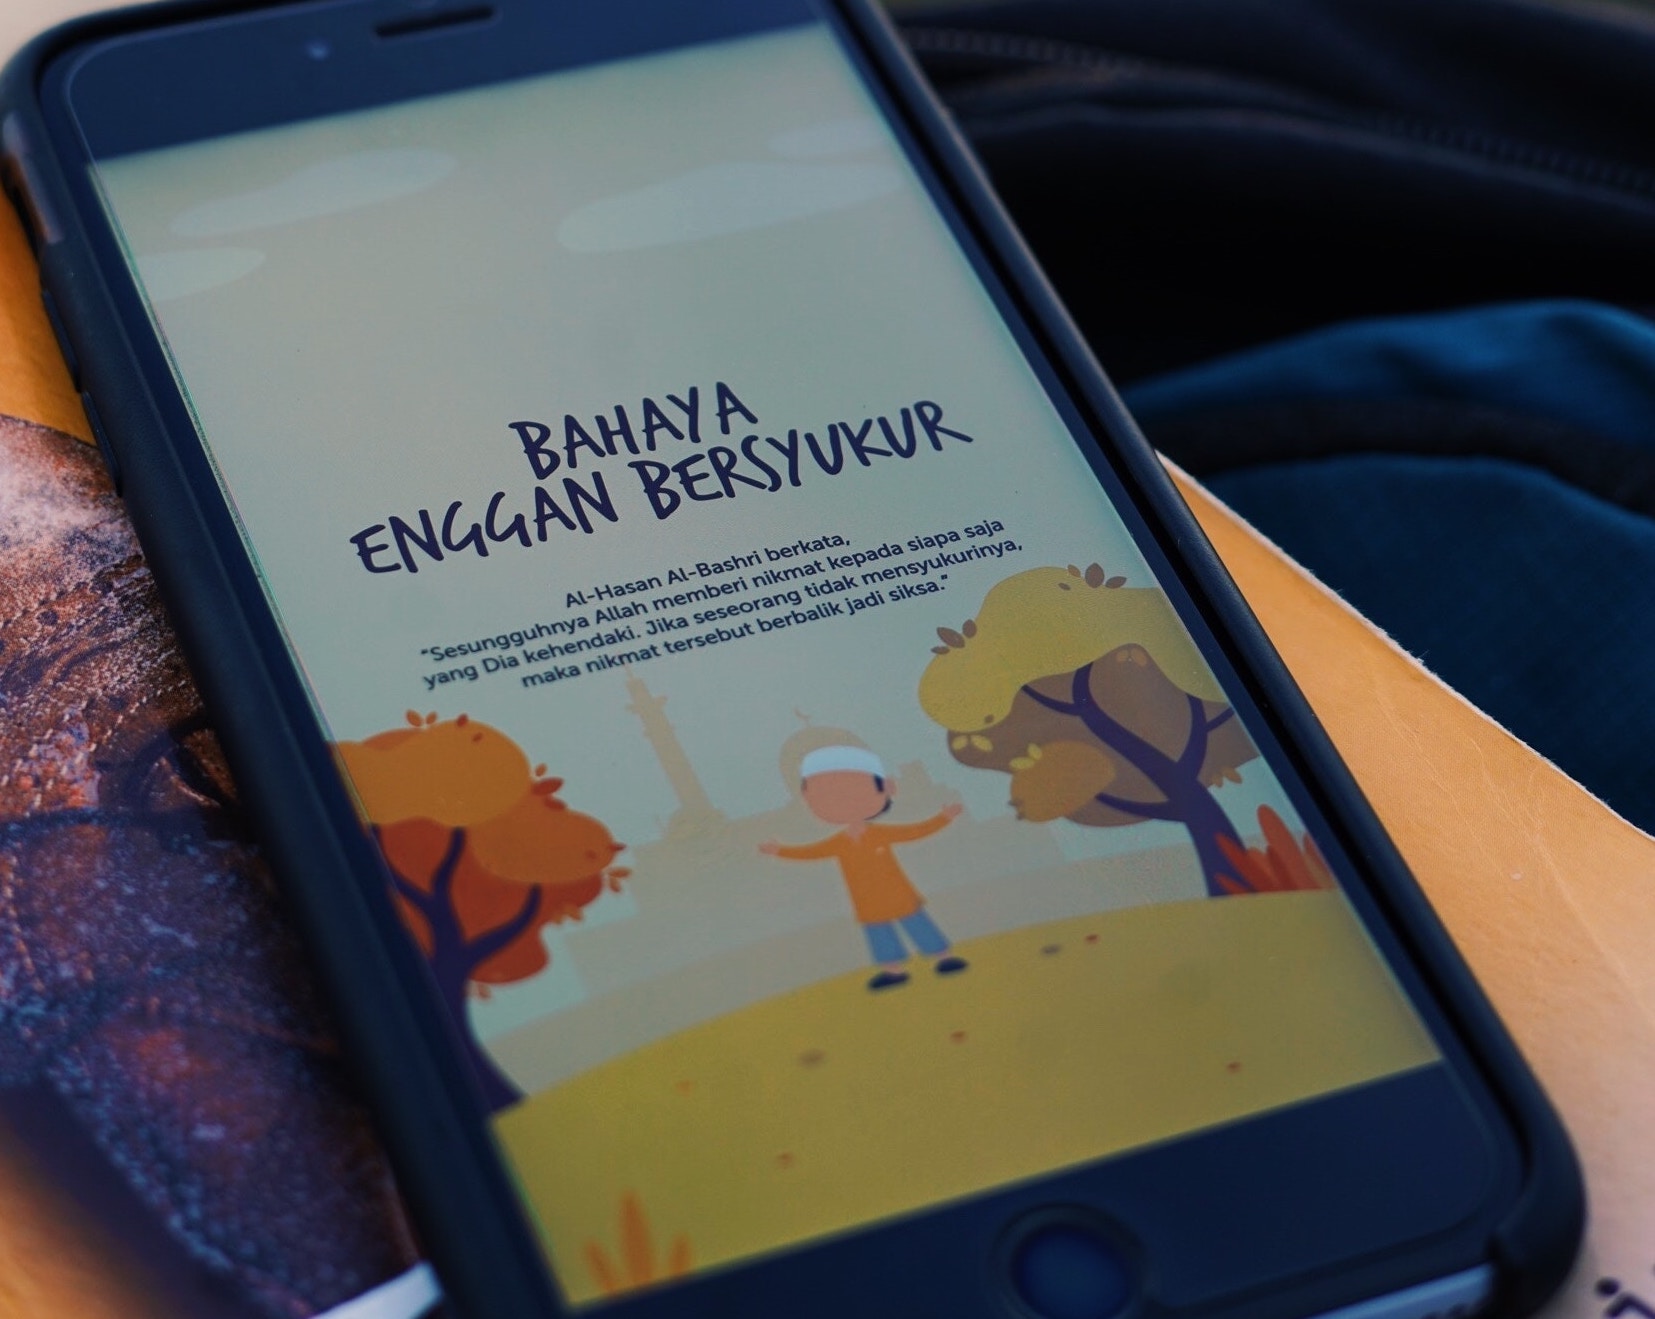 BAHAYA
ENGGAN BERSYUKUR
Al-Hasan Al-Bashri berkata,
"Sesungguhnya Allah memberi nikmat kepada siapa saja
yang Dia kehendaki. Jika seseorang tidak mensyukurinya,
maka nikmat tersebut berbalik jadi siksa."